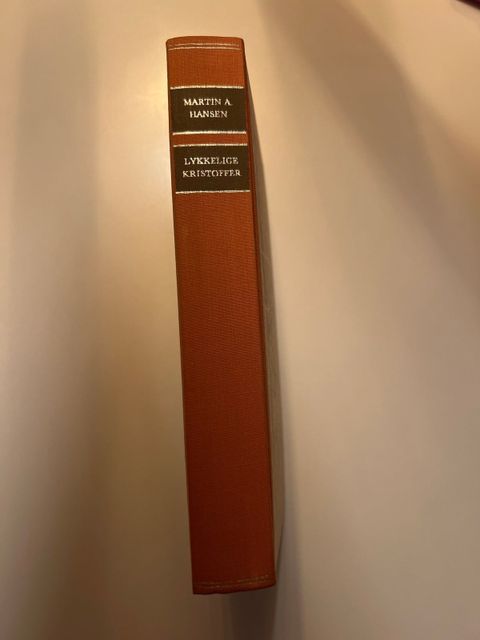 MARTIN A.
HANSEN
LYKKELIGE
KRISTOFFER